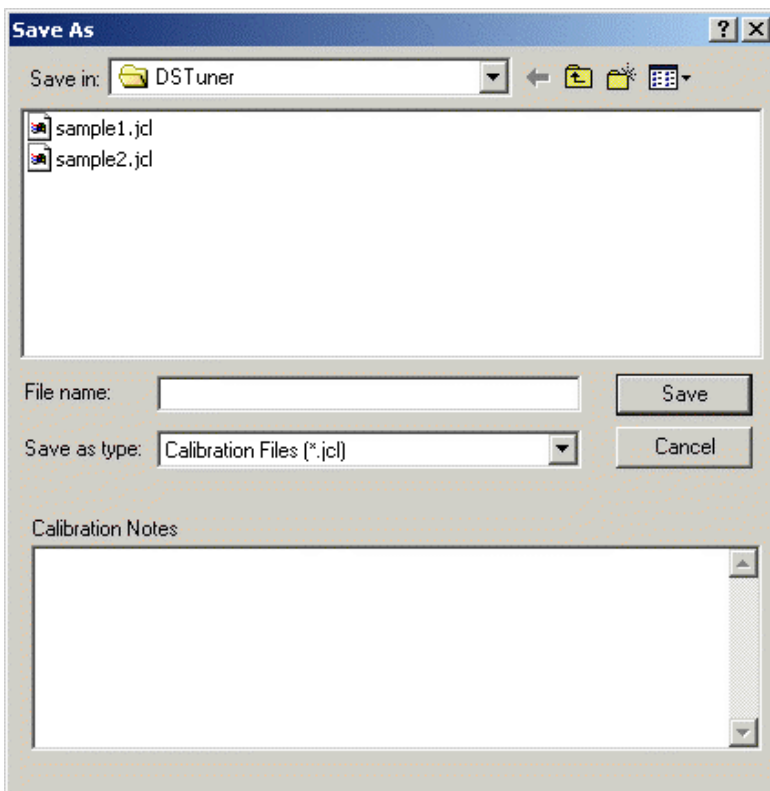 Save As
Save in: DSTuner
sample1.jcl
sample2.jcl
File name:
Save
Save as type: Calibration Files (*.jcl)
Cancel
Calibration Notes